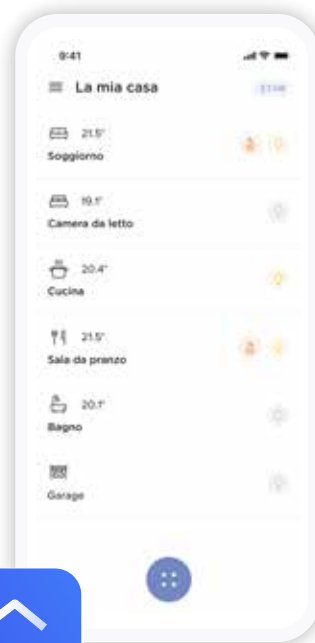 9:41
La mia casa
21.5°
Soggiorno
19.1°
Camera da letto
20.4°
Cucina
21.5°
Sala da pranzo
20.1°
Bagno
Garage